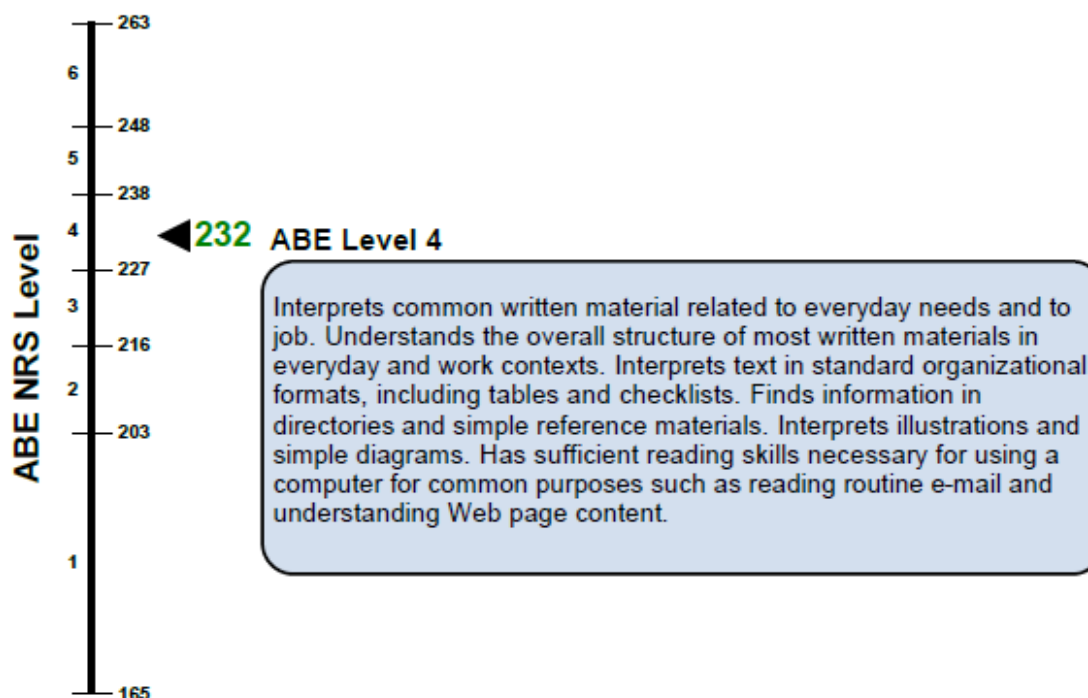 263
6
248
5
238
ABE NRS Level
4
232 ABE Level 4
227
Interprets common written material related to everyday needs and to
3
job. Understands the overall structure of most written materials in
216
everyday and work contexts. Interprets text in standard organizational
2
formats, including tables and checklists. Finds information in
203
directories and simple reference materials. Interprets illustrations and
simple diagrams. Has sufficient reading skills necessary for using a
computer for common purposes such as reading routine e-mail and
understanding Web page content.
1
165